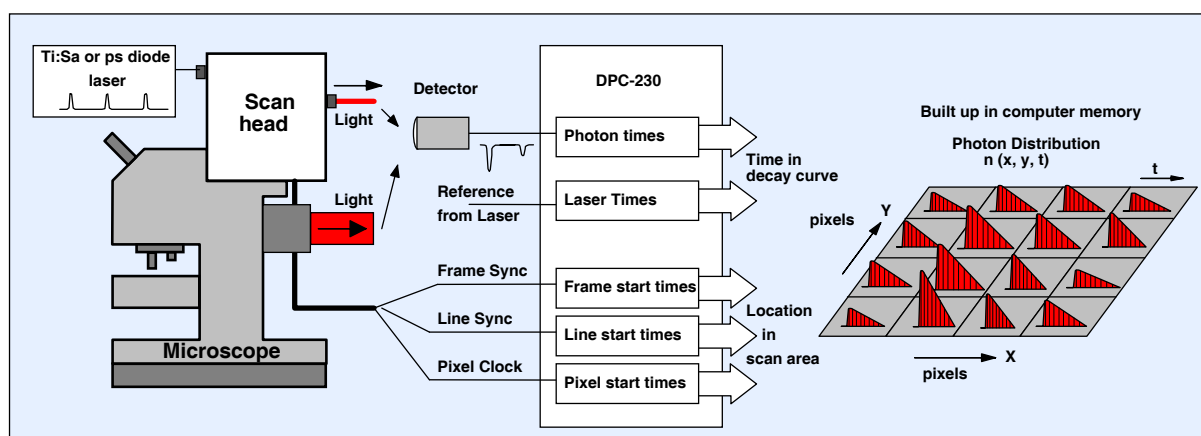 Ti:Sa or ps diode
laser
Scan
head
Light
Light
Microscope
Detector
Reference
from Laser
Frame Sync
Line Sync
Pixel Clock
DPC-230
Photon times
Laser Times
Frame start times
Line start times
Pixel start times
Time in
decay curve
Location
in
scan area
Built up in computer memory
Photon Distribution
n (x, y, t)
t
Y
pixels
X
pixels